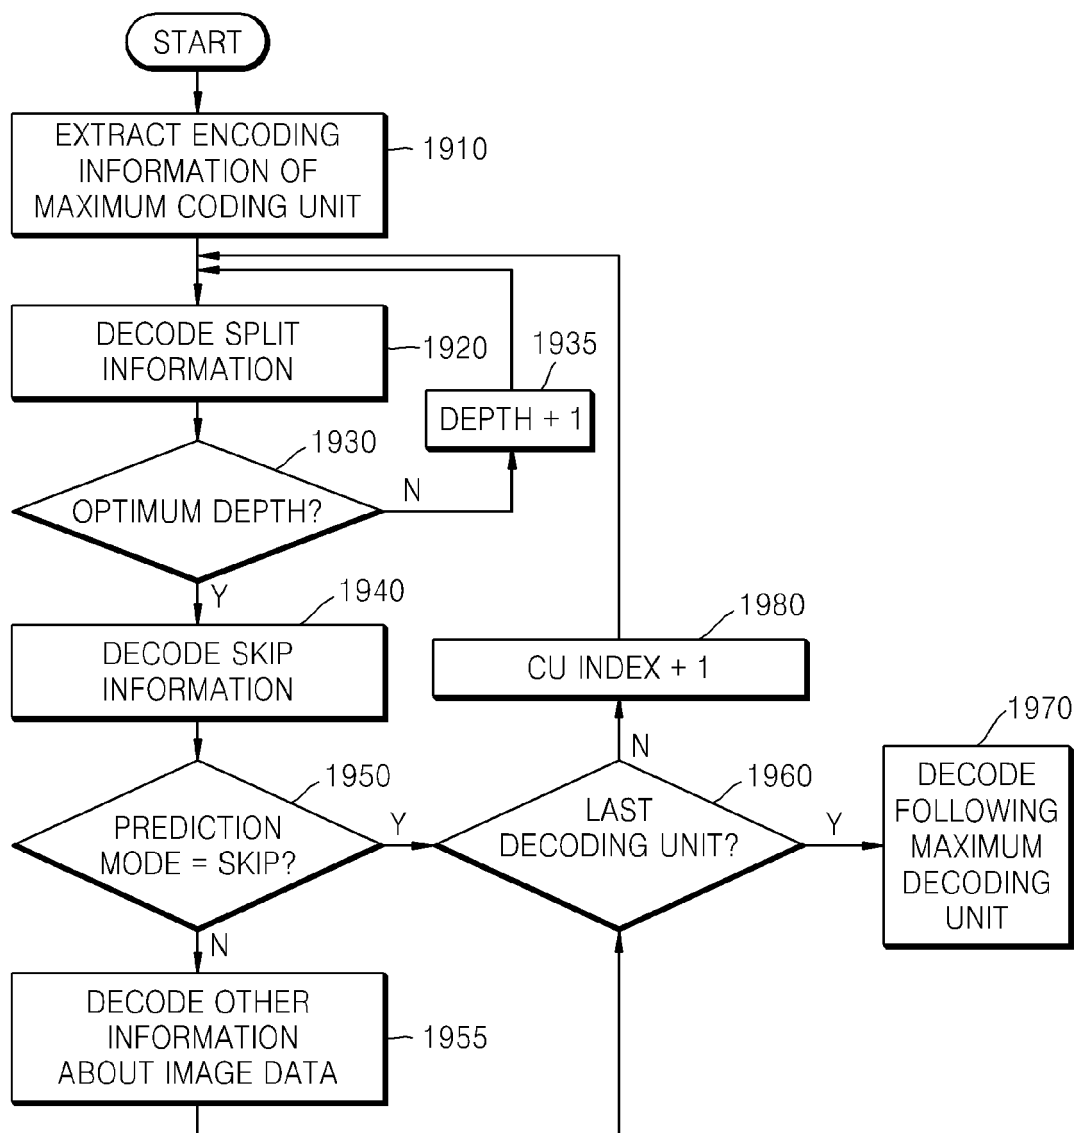 START
EXTRACT ENCODING
INFORMATION OF
MAXIMUM CODING UNIT
1910
DECODE SPLIT
INFORMATION
1920
1935
DEPTH + 1
1930
OPTIMUM DEPTH?
N
Y
1940
DECODE SKIP
INFORMATION
1980
CU INDEX + 1
N
1970
DECODE
FOLLOWING
MAXIMUM
DECODING
UNIT
1950
PREDICTION
MODE = SKIP?
Y
1960
LAST
DECODING UNIT?
Y
N
DECODE OTHER
INFORMATION
ABOUT IMAGE DATA
1955